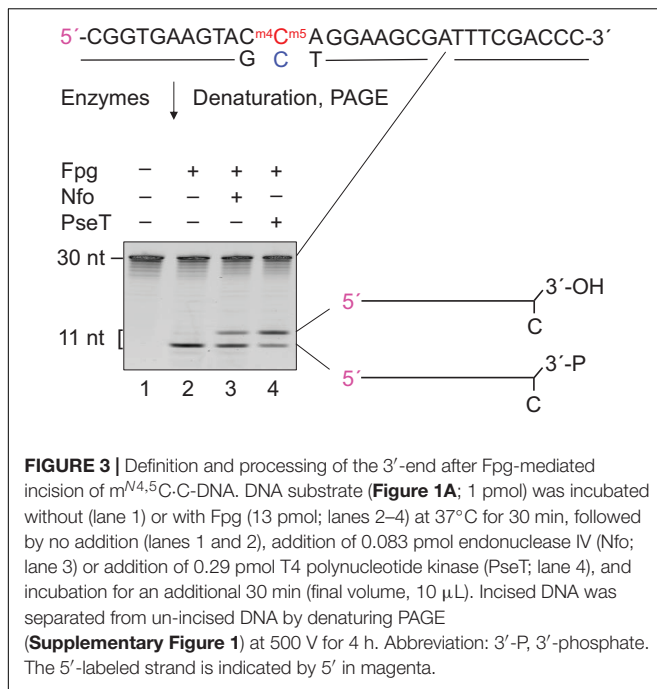 5´-CGGTGAAGTACm4Cm5AGGAAGCGATTTCGACCC-3´
G C T
Enzymes Denaturation, PAGE
Fpg – + + +
Nfo – – + –
PseT – – – +
30 nt
11 nt
1 2 3 4
5´ 3´-OH
C
5´ 3´-P
C
FIGURE 3 | Definition and processing of the 3′-end after Fpg-mediated
incision of mN4,5C·C-DNA. DNA substrate (Figure 1A; 1 pmol) was incubated
without (lane 1) or with Fpg (13 pmol; lanes 2–4) at 37°C for 30 min, followed
by no addition (lanes 1 and 2), addition of 0.083 pmol endonuclease IV (Nfo;
lane 3) or addition of 0.29 pmol T4 polynucleotide kinase (PseT; lane 4), and
incubation for an additional 30 min (final volume, 10 μL). Incised DNA was
separated from un-incised DNA by denaturing PAGE
(Supplementary Figure 1) at 500 V for 4 h. Abbreviation: 3′-P, 3′-phosphate.
The 5′-labeled strand is indicated by 5′ in magenta.